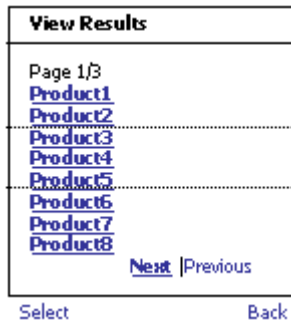 View Results
Page 1/3
Product1
Product2
Product3
Product4
Product5
Product6
Product7
Product8
Next |Previous
Select Back